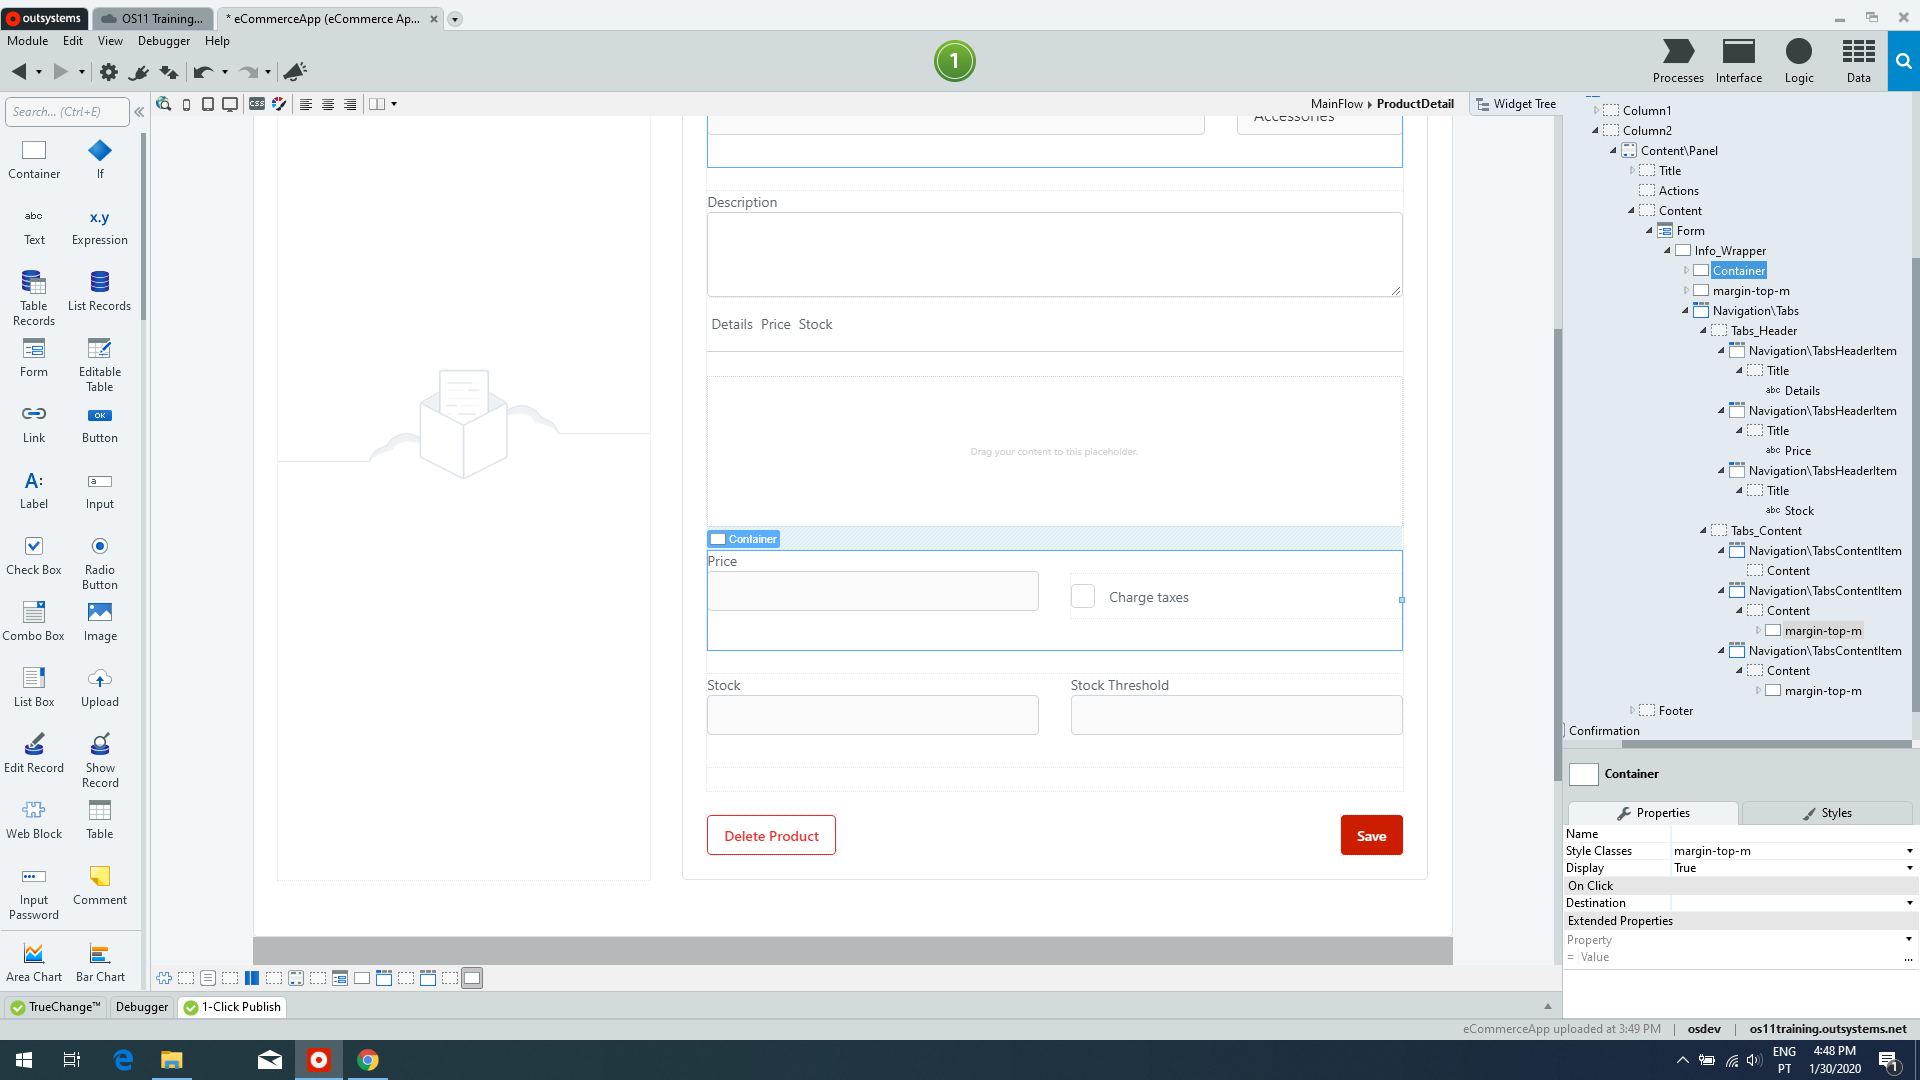 outsystems
OS11 Training...
* eCommerceApp (eCommerce Ap...
Module Edit View Debugger Help
1
Processes Interface Logic Data
Search... (Ctrl+E)
CSS
MainFlow ProductDetail
Widget Tree
Container
If
abc
Text
x.y
Expression
Table Records
List Records
Form
Editable Table
Link
OK
Button
A:
Label
a
Input
Check Box
Radio Button
Combo Box
Image
List Box
Upload
Edit Record
Show Record
Web Block
Table
Input Password
Comment
Area Chart
Bar Chart
Accessories
Description
Details Price Stock
Drag your content to this placeholder.
Container
Price
Charge taxes
Stock
Stock Threshold
Delete Product
Save
Column1
Column2
Content\Panel
Title
Actions
Content
Form
Info_Wrapper
Container
margin-top-m
Navigation\Tabs
Tabs_Header
Navigation\TabsHeaderItem
Title
abc Details
Navigation\TabsHeaderItem
Title
abc Price
Navigation\TabsHeaderItem
Title
abc Stock
Tabs_Content
Navigation\TabsContentItem
Content
Navigation\TabsContentItem
Content
margin-top-m
Navigation\TabsContentItem
Content
margin-top-m
Footer
Confirmation
Container
Properties
Styles
Name
Style Classes margin-top-m
Display True
On Click
Destination
Extended Properties
Property
= Value ...
TrueChange™ Debugger 1-Click Publish
eCommerceApp uploaded at 3:49 PM | osdev | os11training.outsystems.net
ENG
PT
4:48 PM
1/30/2020
1